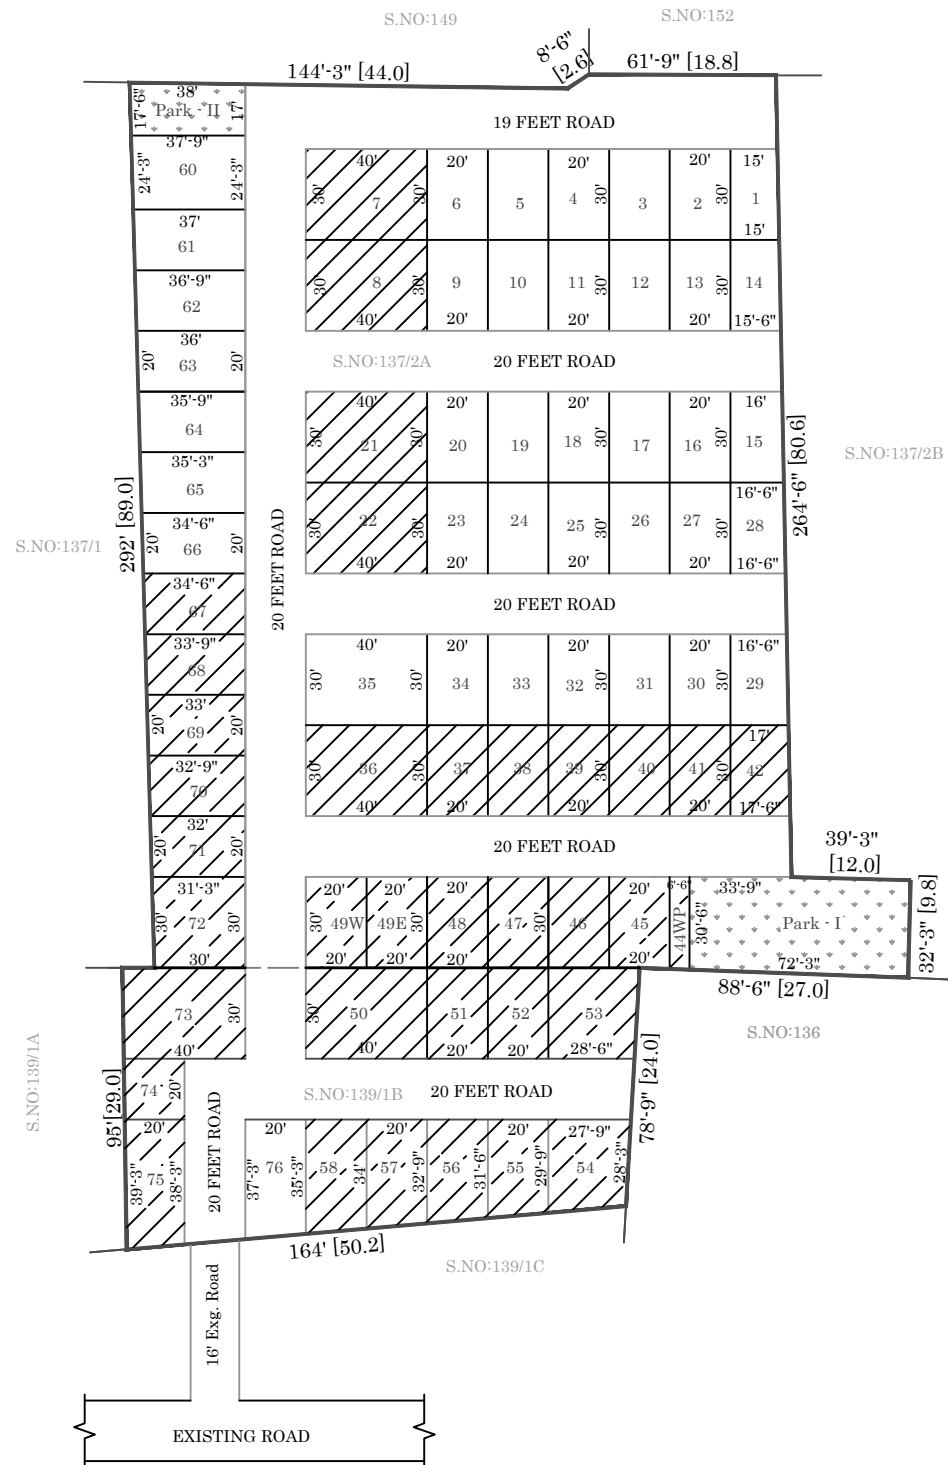 S.NO:149
S.NO:152
144'-3" [44.0]
8'-6"
[2.6]
61'-9" [18.8]
38'
17'-6"
Park - II
17'
19 FEET ROAD
37'-9"
24'-3"
60
24'-3"
40' 20' 20' 20' 15'
30' 7 30' 6 5 4 30' 3 2 30' 1
15'
37'
61
36'-9"
62
30' 8 30' 9 10 11 30' 12 13 30' 14
40' 20' 20' 20' 15'-6"
36'
20' 63 20'
S.NO:137/2A
20 FEET ROAD
35'-9"
64
40' 20' 20' 20' 16'
30' 21 30' 20 19 18 30' 17 16 30' 15
264'-6" [80.6]
S.NO:137/2B
35'-3"
65
16'-6"
30' 22 30' 23 24 25 30' 26 27 30' 28
40' 20' 20' 20' 16'-6"
34'-6"
20' 66 20'
S.NO:137/1
292' [89.0]
20 FEET ROAD
34'-6"
67
20 FEET ROAD
33'-9"
68
40' 20' 20' 20' 16'-6"
30' 35 30' 34 33 32 30' 31 30 30' 29
33'
20' 69 20'
17'
32'-9"
70
30' 36 30' 37 38 39 30' 40 41 30' 42
40' 20' 20' 20' 17'-6"
32'
20' 71 20'
20 FEET ROAD
39'-3"
[12.0]
31'-3"
30' 72 30'
30'
20' 20' 20' 20' 6'-6" 33'-9"
30' 49W 49E 30' 48 47 30' 46 45 44WP 30'-6" Park - I
20' 20' 20' 20' 72'-3"
32'-3" [9.8]
88'-6" [27.0]
73 30'
40'
30' 50 51 52 53
40' 20' 20' 28'-6"
S.NO:136
S.NO:139/1A
95' [29.0]
74 20'
S.NO:139/1B
20 FEET ROAD
78'-9" [24.0]
20 FEET ROAD
20' 20' 20' 20' 27'-9"
39'-3" 75 38'-3"
37'-3" 76 35'-3" 58 34' 57 32'-9" 56 31'-6" 55 29'-9" 54 28'-3"
164' [50.2]
S.NO:139/1C
16' Exg. Road
EXISTING ROAD